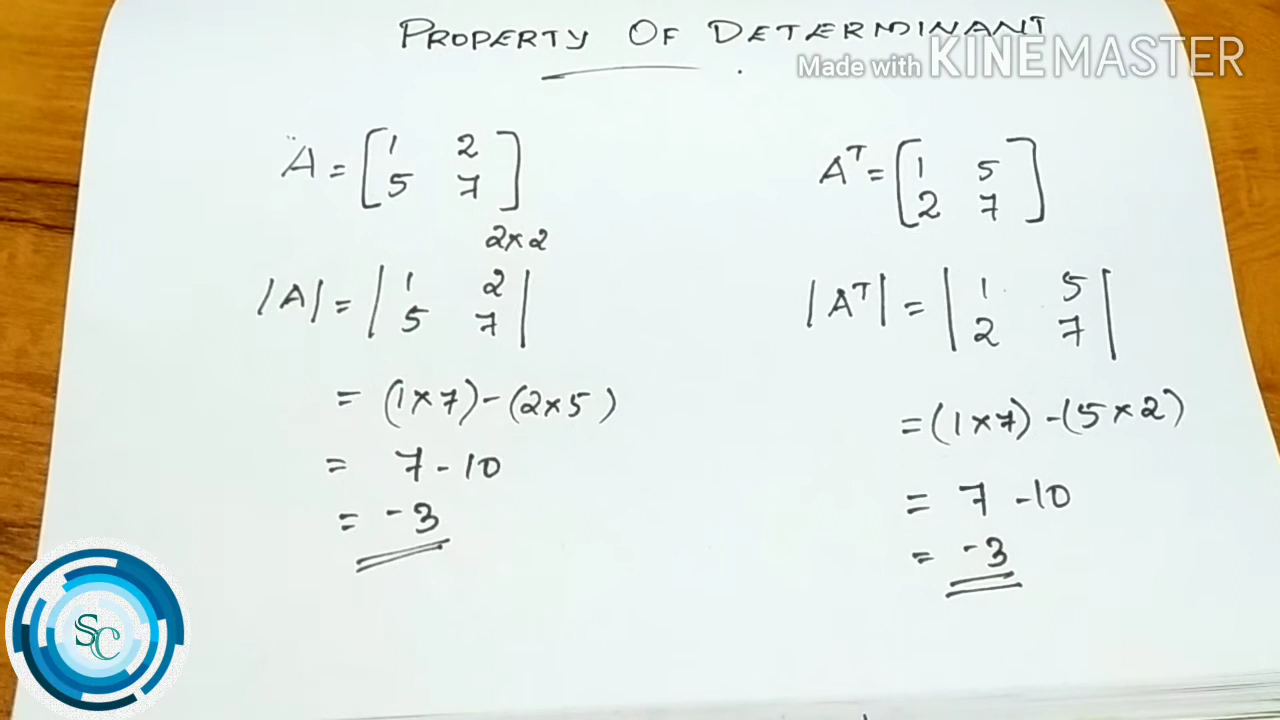 PROPERTY OF DETERMINANT
Made with KINEMASTER
A = [1 2
5 7]
2×2
|A| = |1 2
5 7|
= (1×7)-(2×5)
= 7-10
= -3
Aᵀ = [1 5
2 7]
|Aᵀ| = |1 5
2 7|
= (1×7)-(5×2)
= 7-10
= -3
SC